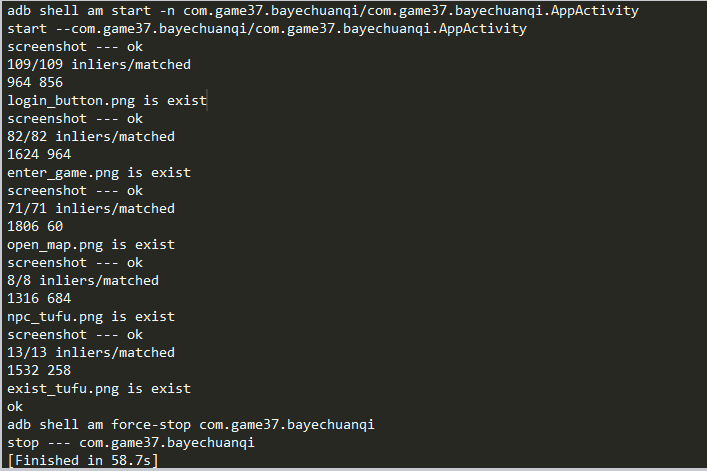 adb shell am start -n com.game37.bayechuanqi/com.game37.bayechuanqi.AppActivity
start --com.game37.bayechuanqi/com.game37.bayechuanqi.AppActivity
screenshot --- ok
109/109 inliers/matched
964 856
login_button.png is exist
screenshot --- ok
82/82 inliers/matched
1624 964
enter_game.png is exist
screenshot --- ok
71/71 inliers/matched
1806 60
open_map.png is exist
screenshot --- ok
8/8 inliers/matched
1316 684
npc_tufu.png is exist
screenshot --- ok
13/13 inliers/matched
1532 258
exist_tufu.png is exist
ok
adb shell am force-stop com.game37.bayechuanqi
stop --- com.game37.bayechuanqi
[Finished in 58.7s]